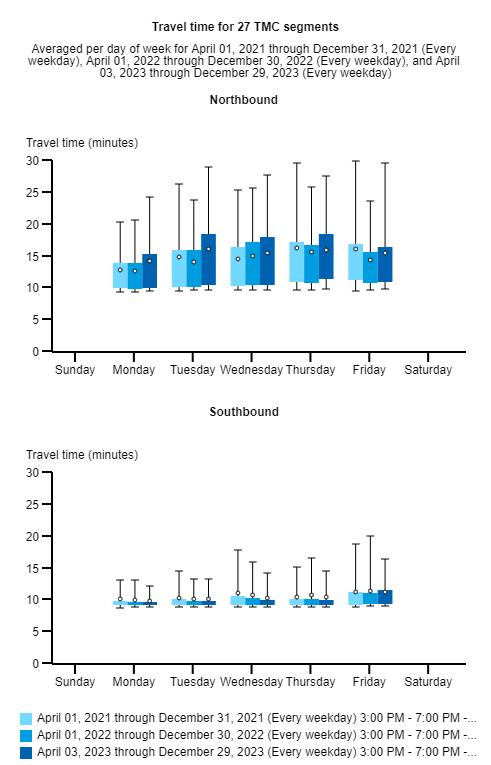 Travel time for 27 TMC segments
Averaged per day of week for April 01, 2021 through December 31, 2021 (Every
weekday), April 01, 2022 through December 30, 2022 (Every weekday), and April
03, 2023 through December 29, 2023 (Every weekday)
Northbound
Travel time (minutes)
30
25
20
15
10
5
0
Sunday Monday Tuesday Wednesday Thursday Friday Saturday
Southbound
Travel time (minutes)
30
25
20
15
10
5
0
Sunday Monday Tuesday Wednesday Thursday Friday Saturday
April 01, 2021 through December 31, 2021 (Every weekday) 3:00 PM - 7:00 PM -...
April 01, 2022 through December 30, 2022 (Every weekday) 3:00 PM - 7:00 PM -...
April 03, 2023 through December 29, 2023 (Every weekday) 3:00 PM - 7:00 PM -...